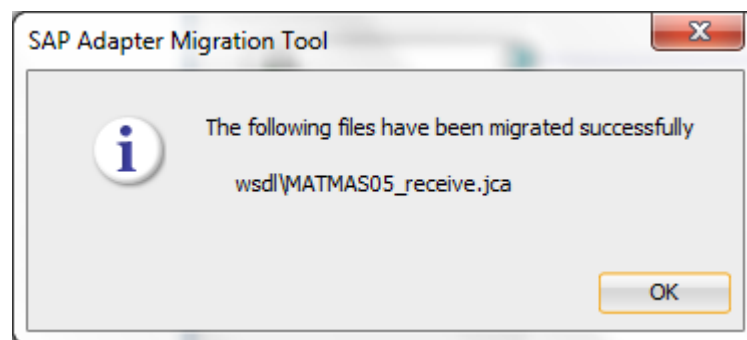 SAP Adapter Migration Tool
The following files have been migrated successfully
wsdl\MATMAS05_receive.jca
OK